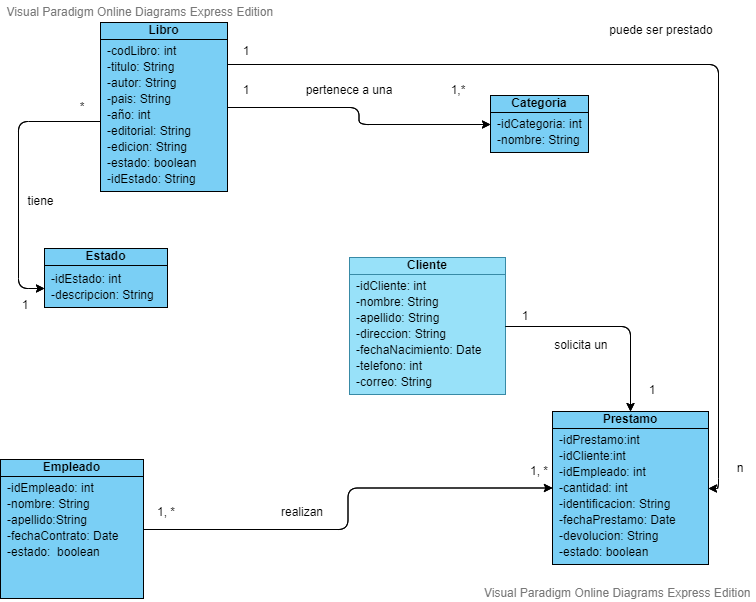 Visual Paradigm Online Diagrams Express Edition
Libro
-codLibro: int
-titulo: String
-autor: String
-pais: String
-año: int
-editorial: String
-edicion: String
-estado: boolean
-idEstado: String
1
puede ser prestado
1
pertenece a una
1,*
*
Categoria
-idCategoria: int
-nombre: String
tiene
Estado
-idEstado: int
-descripcion: String
1
Cliente
-idCliente: int
-nombre: String
-apellido: String
-direccion: String
-fechaNacimiento: Date
-telefono: int
-correo: String
1
solicita un
1
Prestamo
-idPrestamo:int
-idCliente:int
-idEmpleado: int
-cantidad: int
-identificacion: String
-fechaPrestamo: Date
-devolucion: String
-estado: boolean
n
Empleado
-idEmpleado: int
-nombre: String
-apellido:String
-fechaContrato: Date
-estado:  boolean
1, *
realizan
1, *
Visual Paradigm Online Diagrams Express Edition